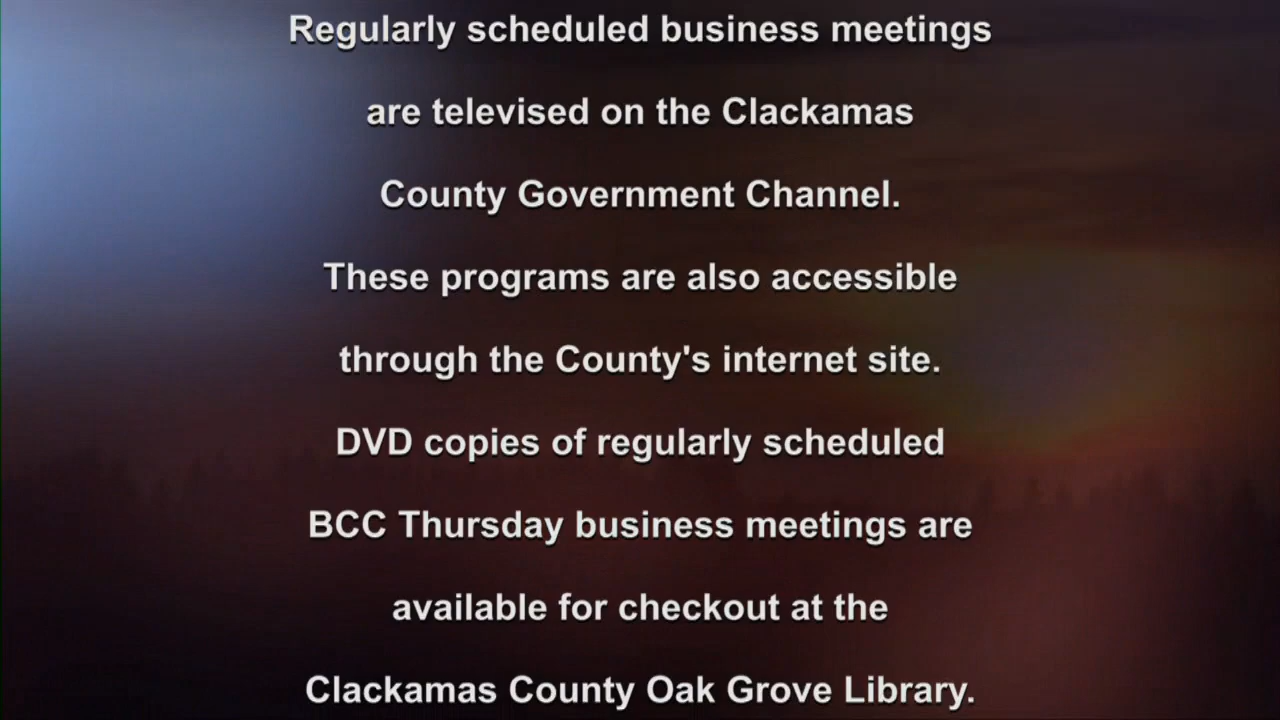 Regularly scheduled business meetings
are televised on the Clackamas
County Government Channel.
These programs are also accessible
through the County's internet site.
DVD copies of regularly scheduled
BCC Thursday business meetings are
available for checkout at the
Clackamas County Oak Grove Library.